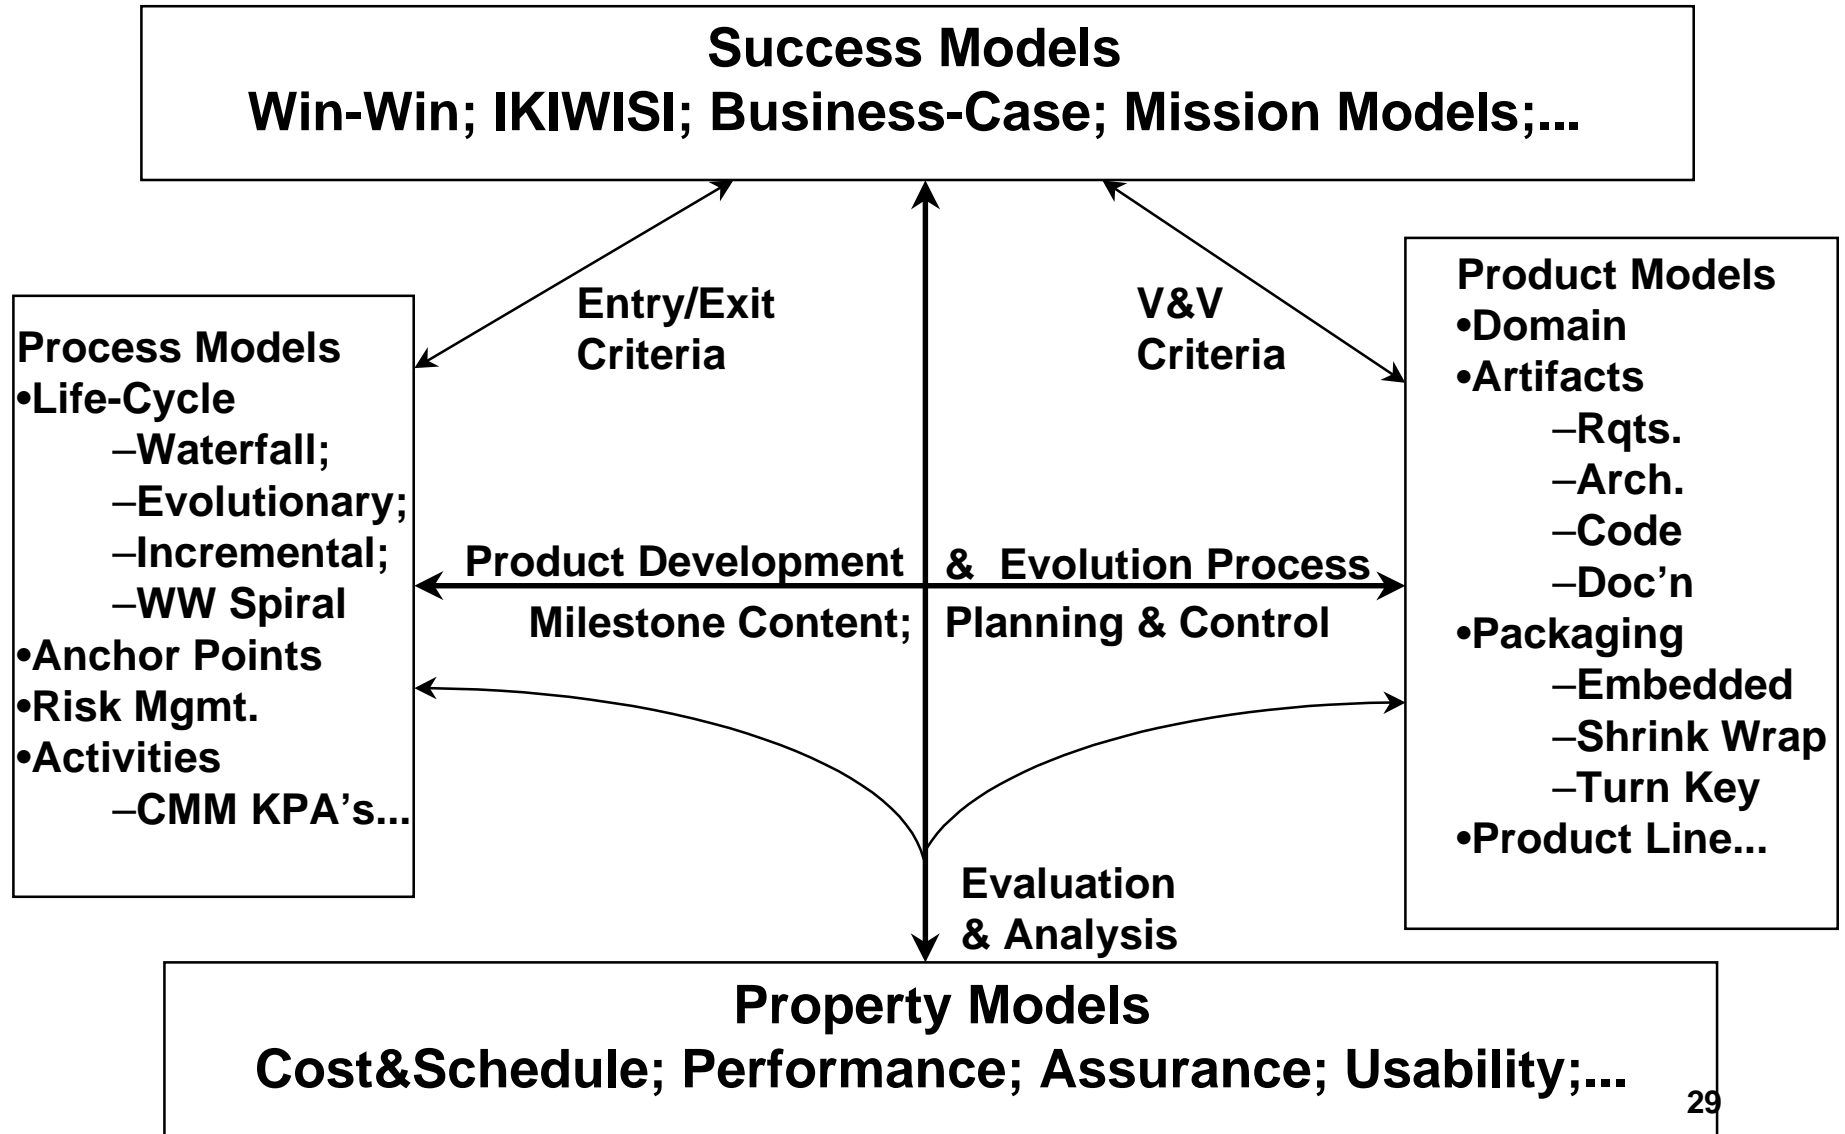 Success Models
Win-Win; IKIWISI; Business-Case; Mission Models;...
Entry/Exit
Criteria
V&V
Criteria
Process Models
•Life-Cycle
–Waterfall;
–Evolutionary;
–Incremental;
–WW Spiral
•Anchor Points
•Risk Mgmt.
•Activities
–CMM KPA’s...
Product Development & Evolution Process
Milestone Content; Planning & Control
Product Models
•Domain
•Artifacts
–Rqts.
–Arch.
–Code
–Doc’n
•Packaging
–Embedded
–Shrink Wrap
–Turn Key
•Product Line...
Evaluation
& Analysis
Property Models
Cost&Schedule; Performance; Assurance; Usability;...
29